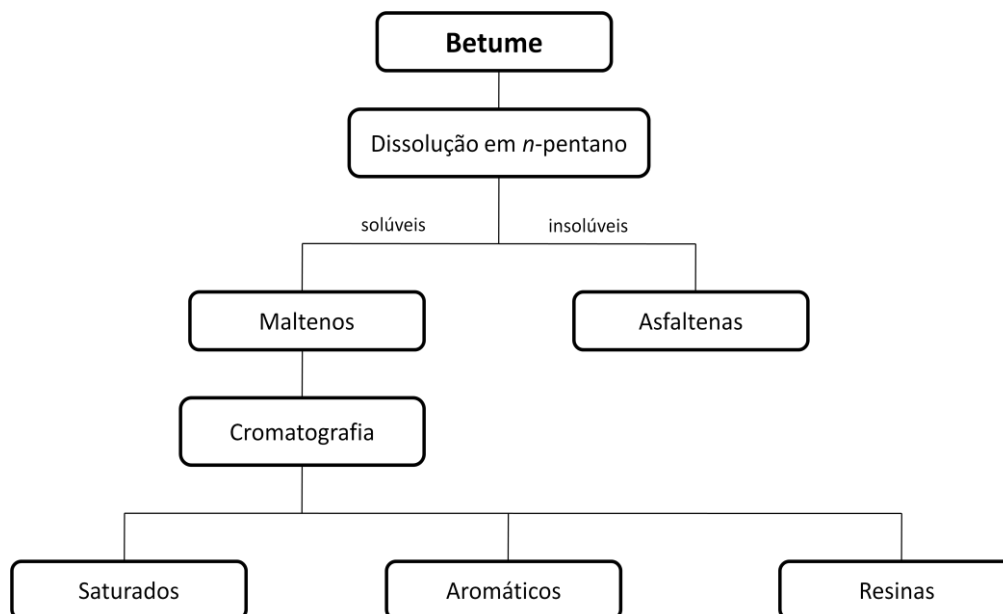 Betume
Dissolução em n-pentano
solúveis
insolúveis
Maltenos
Asfaltenas
Cromatografia
Saturados
Aromáticos
Resinas